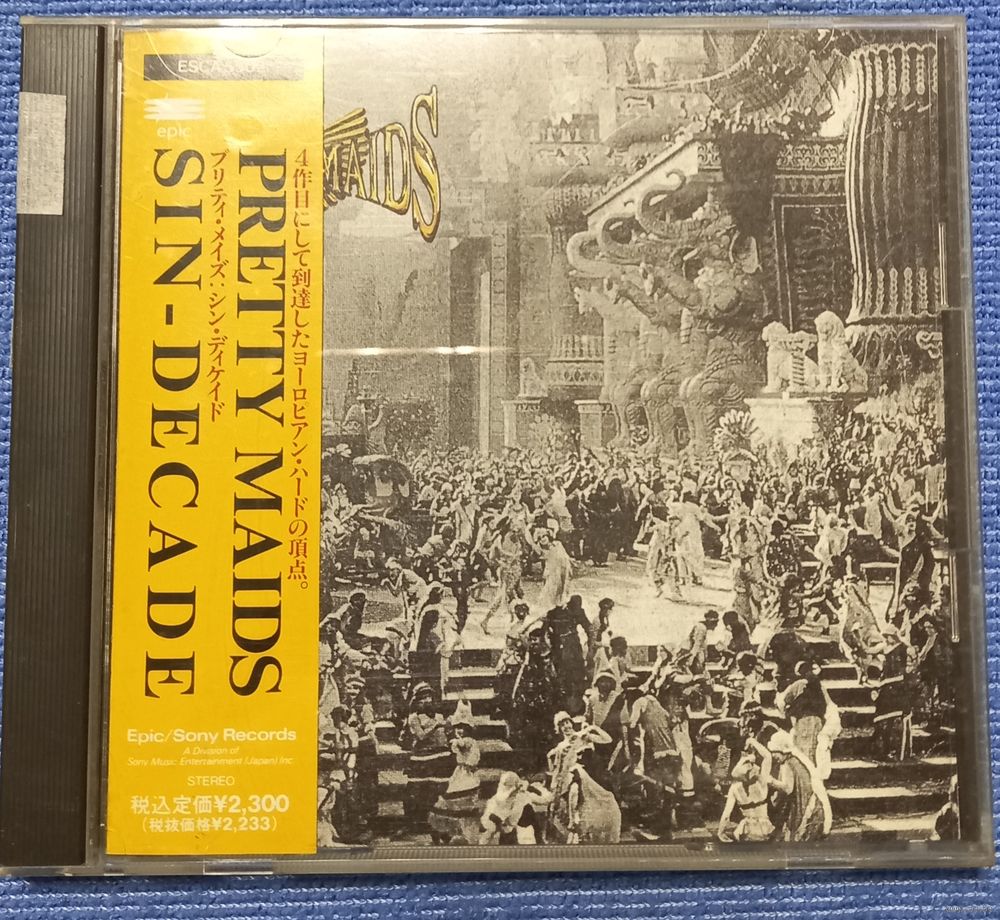 epic
4作目にして到達したヨーロピアン・ハードの頂点。
PRETTY MAIDS
プリティ・メイズ:シン・ディケイド
SIN-DECADE
MAIDS
Epic/Sony Records
A Division of
Sony Music Entertainment (Japan) Inc
STEREO
税込定価¥2,300
(税抜価格¥2,233)